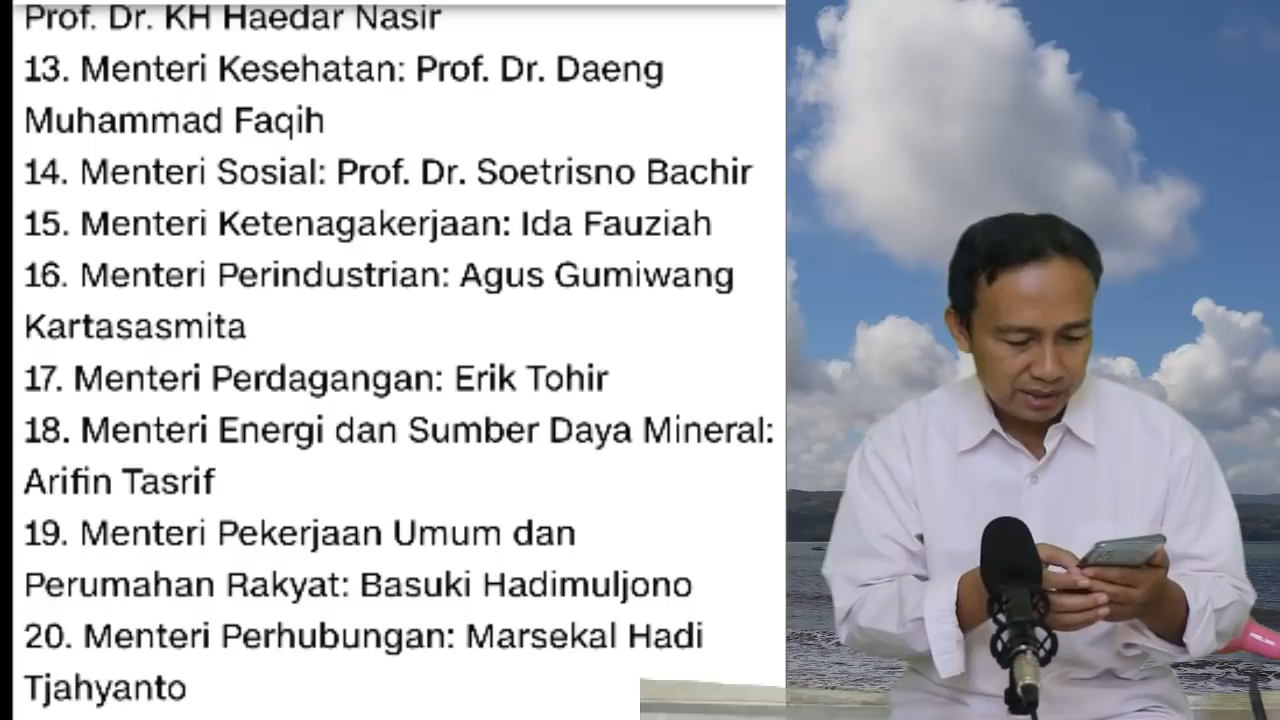 Prof. Dr. KH Haedar Nasir
13. Menteri Kesehatan: Prof. Dr. Daeng
Muhammad Faqih
14. Menteri Sosial: Prof. Dr. Soetrisno Bachir
15. Menteri Ketenagakerjaan: Ida Fauziah
16. Menteri Perindustrian: Agus Gumiwang
Kartasasmita
17. Menteri Perdagangan: Erik Tohir
18. Menteri Energi dan Sumber Daya Mineral:
Arifin Tasrif
19. Menteri Pekerjaan Umum dan
Perumahan Rakyat: Basuki Hadimuljono
20. Menteri Perhubungan: Marsekal Hadi
Tjahyanto